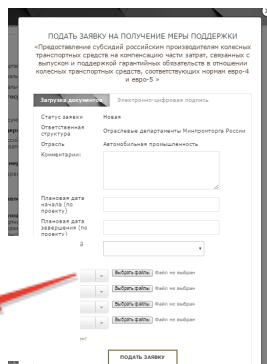 ПОДАТЬ ЗАЯВКУ НА ПОЛУЧЕНИЕ МЕРЫ ПОДДЕРЖКИ
«Предоставление субсидий российским производителям колесных
транспортных средств на компенсацию части затрат, связанных с
выпуском и поддержкой гарантийных обязательств в отношении
колесных транспортных средств, соответствующих нормам евро-4
и евро-5 »
Загрузка документов
Электронно-цифровая подпись
Статус заявки Новая
Ответственная
структура Отраслевые департаменты Минпромторга России
Отрасль Автомобильная промышленность
Комментарии:
Плановая дата
начала (по
проекту)
Плановая дата
завершения (по
проекту)
Выбрать файлы Файл не выбран
Выбрать файлы Файл не выбран
Выбрать файлы Файл не выбран
Выбрать файлы Файл не выбран
ПОДАТЬ ЗАЯВКУ